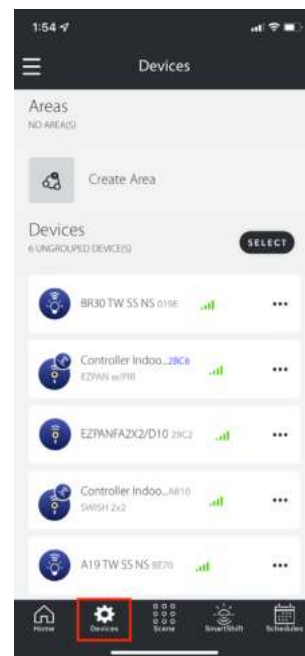 1:54
Devices
Areas
NO AREA(S)
Create Area
Devices
6 UNGROUPED DEVICE(S)
SELECT
BR30 TW SS NS 019E
Controller Indoo...2BC6
EZPAN w/PIR
EZPANFA2X2/D10 29C2
Controller Indoo...A810
SWISH 2x2
A19 TW SS NS 8E70
Home
Devices
Scene
SmartShift
Schedules